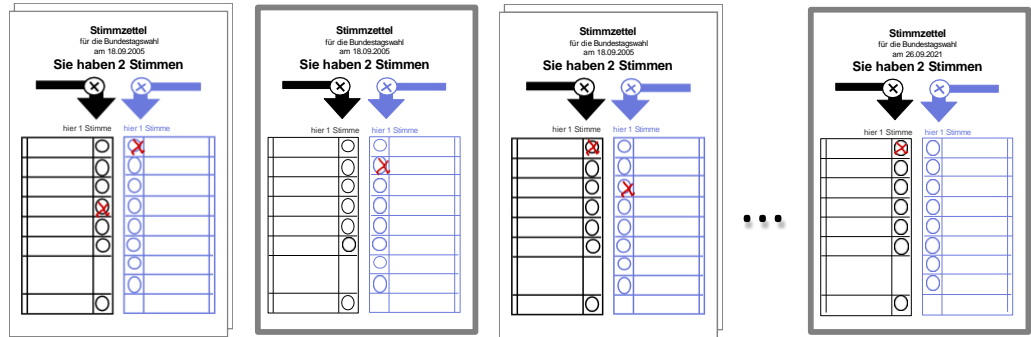 Stimmzettel
für die Bundestagswahl
am 18.09.2005
Sie haben 2 Stimmen
hier 1 Stimme hier 1 Stimme
Stimmzettel
für die Bundestagswahl
am 18.09.2005
Sie haben 2 Stimmen
hier 1 Stimme hier 1 Stimme
Stimmzettel
für die Bundestagswahl
am 18.09.2005
Sie haben 2 Stimmen
hier 1 Stimme hier 1 Stimme
...
Stimmzettel
für die Bundestagswahl
am 26.09.2021
Sie haben 2 Stimmen
hier 1 Stimme hier 1 Stimme